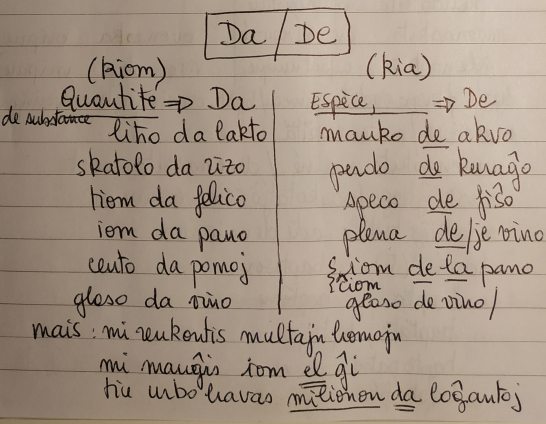 Da / De
(kiom)
Quantité ⇒ Da
de substance
litro da lakto
skatolo da rizo
tiom da feliĉo
iom da pano
cento da pomoj
glaso da vino
(kia)
Espèce, ⇒ De
manko de akvo
perdo de kuraĝo
speco de fiŝo
plena de/je vino
{ iom de la pano
{ ĉiom
glaso de vino/
mais : mi renkontis multajn homojn
mi manĝis iom el ĝi
tiu urbo havas milionon da loĝantoj